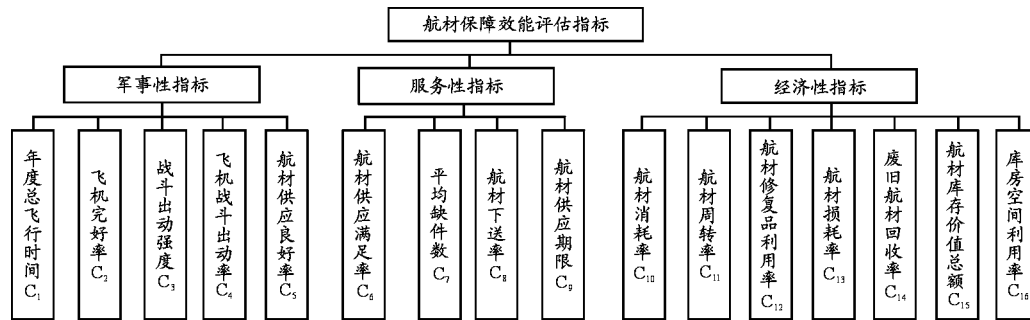 航材保障效能评估指标
军事性指标
服务性指标
经济性指标
年度总飞行时间C₁
飞机完好率C₂
战斗出动强度C₃
飞机战斗出动率C₄
航材供应良好率C₅
航材供应满足率C₆
平均缺件数C₇
航材下送率C₈
航材供应期限C₉
航材消耗率C₁₀
航材周转率C₁₁
航材修复品利用率C₁₂
航材损耗率C₁₃
废旧航材回收率C₁₄
航材库存价值总额C₁₅
库房空间利用率C₁₆